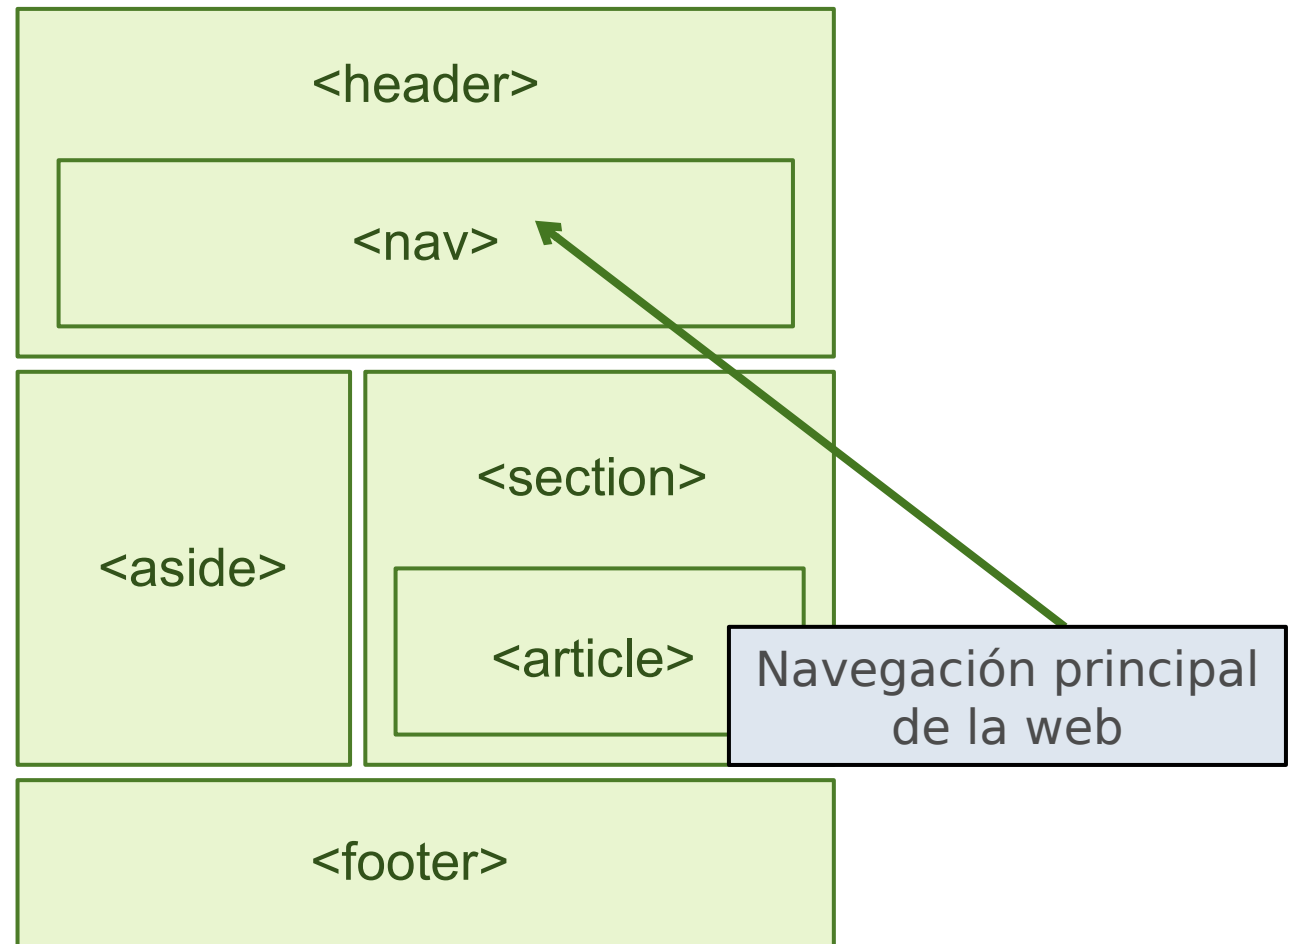 <header>
<nav>
<section>
<aside>
<article>
Navegación principal
de la web
<footer>